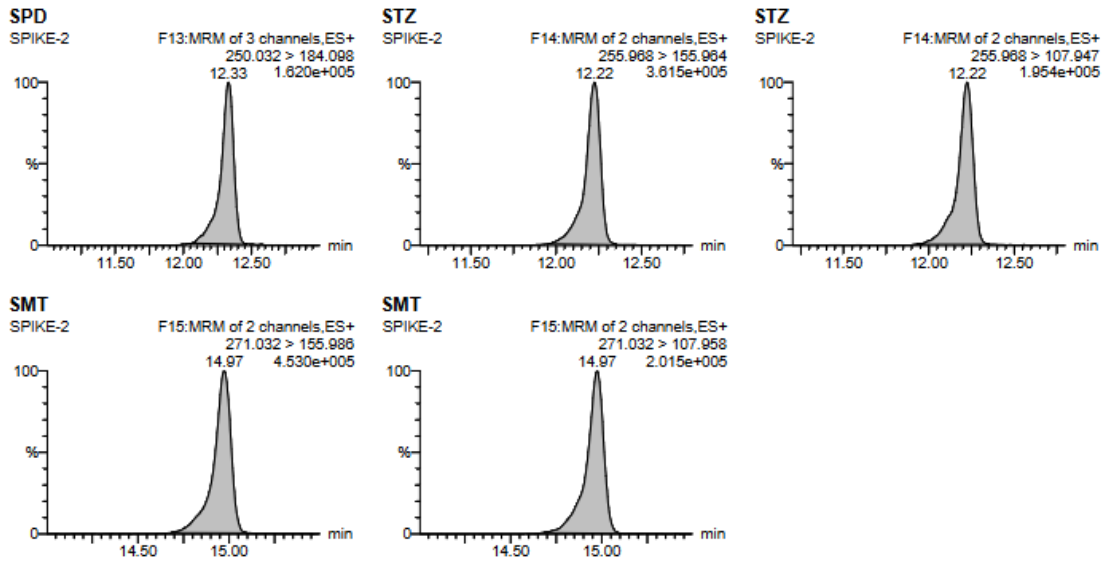 SPD
SPIKE-2 F13:MRM of 3 channels,ES+
250.032 > 184.098
12.33 1.620e+005
100
%
0
11.50 12.00 12.50 min
STZ
SPIKE-2 F14:MRM of 2 channels,ES+
255.968 > 155.964
12.22 3.615e+005
100
%
0
11.50 12.00 12.50 min
STZ
SPIKE-2 F14:MRM of 2 channels,ES+
255.968 > 107.947
12.22 1.954e+005
100
%
0
11.50 12.00 12.50 min
SMT
SPIKE-2 F15:MRM of 2 channels,ES+
271.032 > 155.986
14.97 4.530e+005
100
%
0
14.50 15.00 min
SMT
SPIKE-2 F15:MRM of 2 channels,ES+
271.032 > 107.958
14.97 2.015e+005
100
%
0
14.50 15.00 min